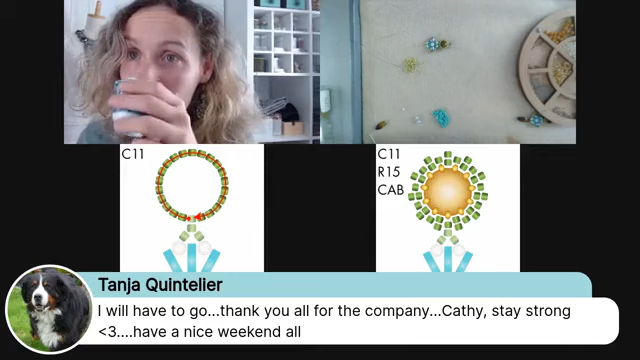 C11
C11
R15
CAB
Tanja Quintelier
I will have to go...thank you all for the company...Cathy, stay strong
<3....have a nice weekend all